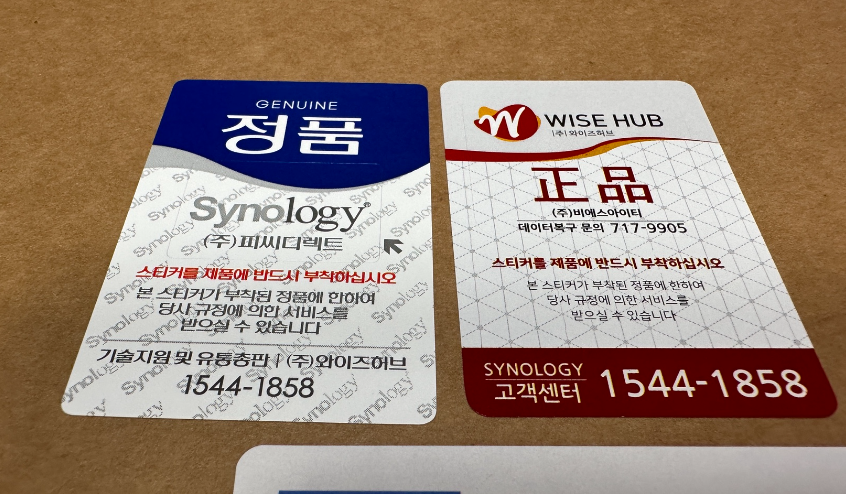 GENUINE
정품
Synology®
(주)피씨디렉트
스티커를 제품에 반드시 부착하십시오
본 스티커가 부착된 정품에 한하여
당사 규정에 의한 서비스를
받으실 수 있습니다
기술지원 및 유통총판 | (주)와이즈허브
1544-1858
W WISE HUB
(주)와이즈허브
正品
(주)비에스아이티
데이터복구 문의 717-9905
스티커를 제품에 반드시 부착하십시오
본 스티커가 부착된 정품에 한하여
당사 규정에 의한 서비스를
받으실 수 있습니다
SYNOLOGY
고객센터 1544-1858